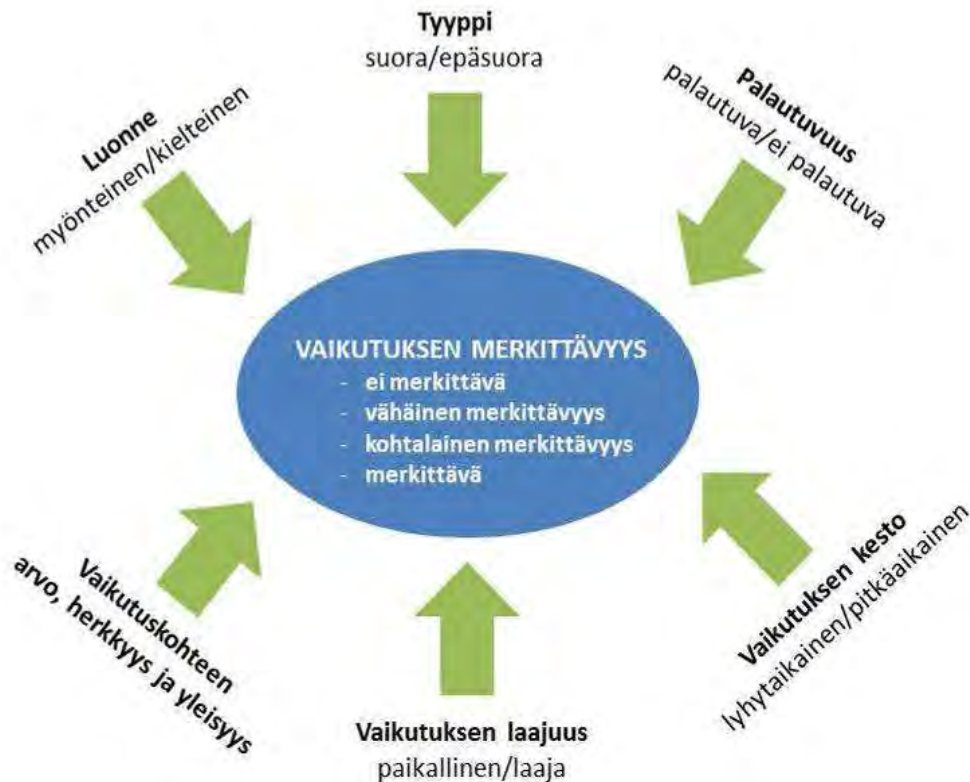 Tyyppi
suora/epäsuora
Luonne
myönteinen/kielteinen
Palautuvuus
palautuva/ei palautuva
VAIKUTUKSEN MERKITTÄVYYS
- ei merkittävä
- vähäinen merkittävyys
- kohtalainen merkittävyys
- merkittävä
Vaikutuskohteen
arvo, herkkyys ja yleisyys
Vaikutuksen laajuus
paikallinen/laaja
Vaikutuksen kesto
lyhytaikainen/pitkäaikainen